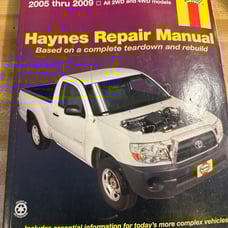 2005 thru 2009 □ All 2WD and 4WD models
Haynes Repair Manual
Based on a complete teardown and rebuild
Includes essential information for today's more complex vehicles